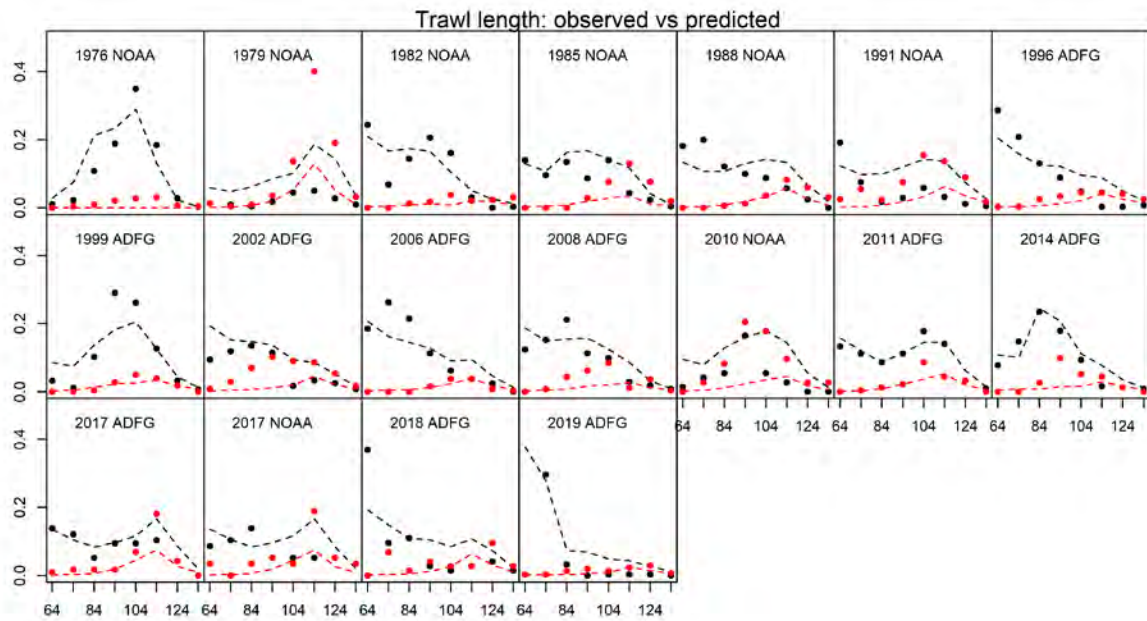 Trawl length: observed vs predicted
1976 NOAA 1979 NOAA 1982 NOAA 1985 NOAA 1988 NOAA 1991 NOAA 1996 ADFG
0.4
0.2
0.0
1999 ADFG 2002 ADFG 2006 ADFG 2008 ADFG 2010 NOAA 2011 ADFG 2014 ADFG
0.4
0.2
0.0
2017 ADFG 2017 NOAA 2018 ADFG 2019 ADFG
64 84 104 124 64 84 104 124 64 84 104 124
0.4
0.2
0.0
64 84 104 124 64 84 104 124 64 84 104 124 64 84 104 124